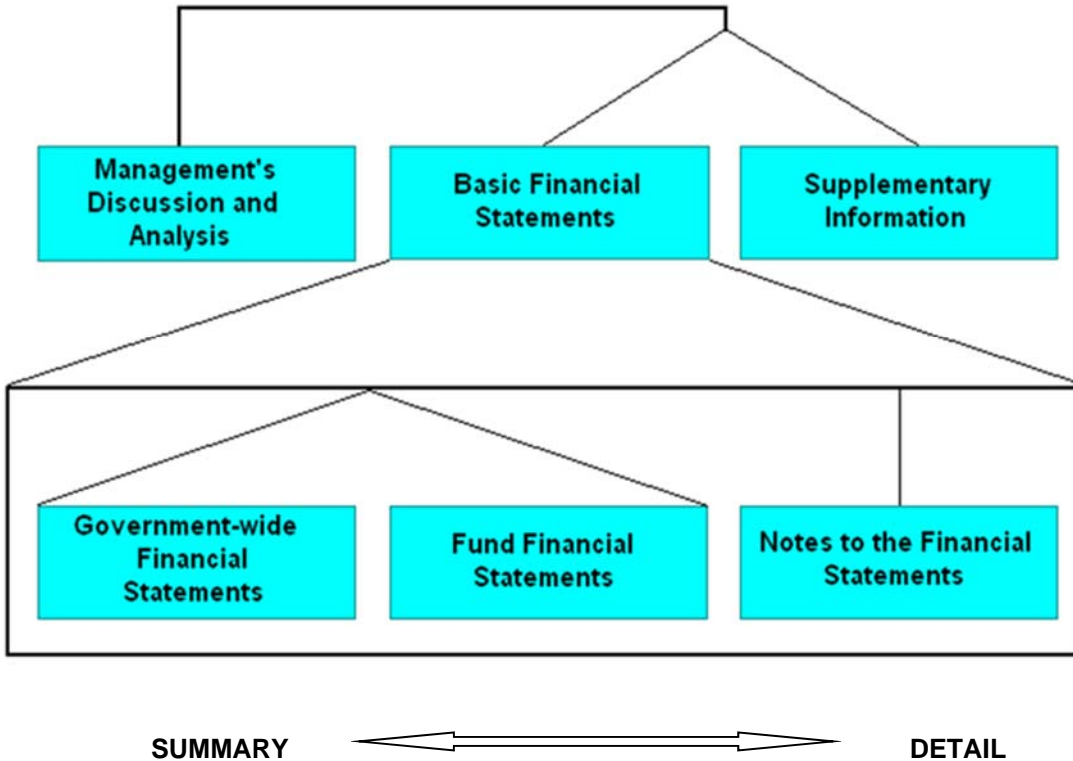 Management's
Discussion and
Analysis
Basic Financial
Statements
Supplementary
Information
Government-wide
Financial
Statements
Fund Financial
Statements
Notes to the Financial
Statements
SUMMARY
DETAIL